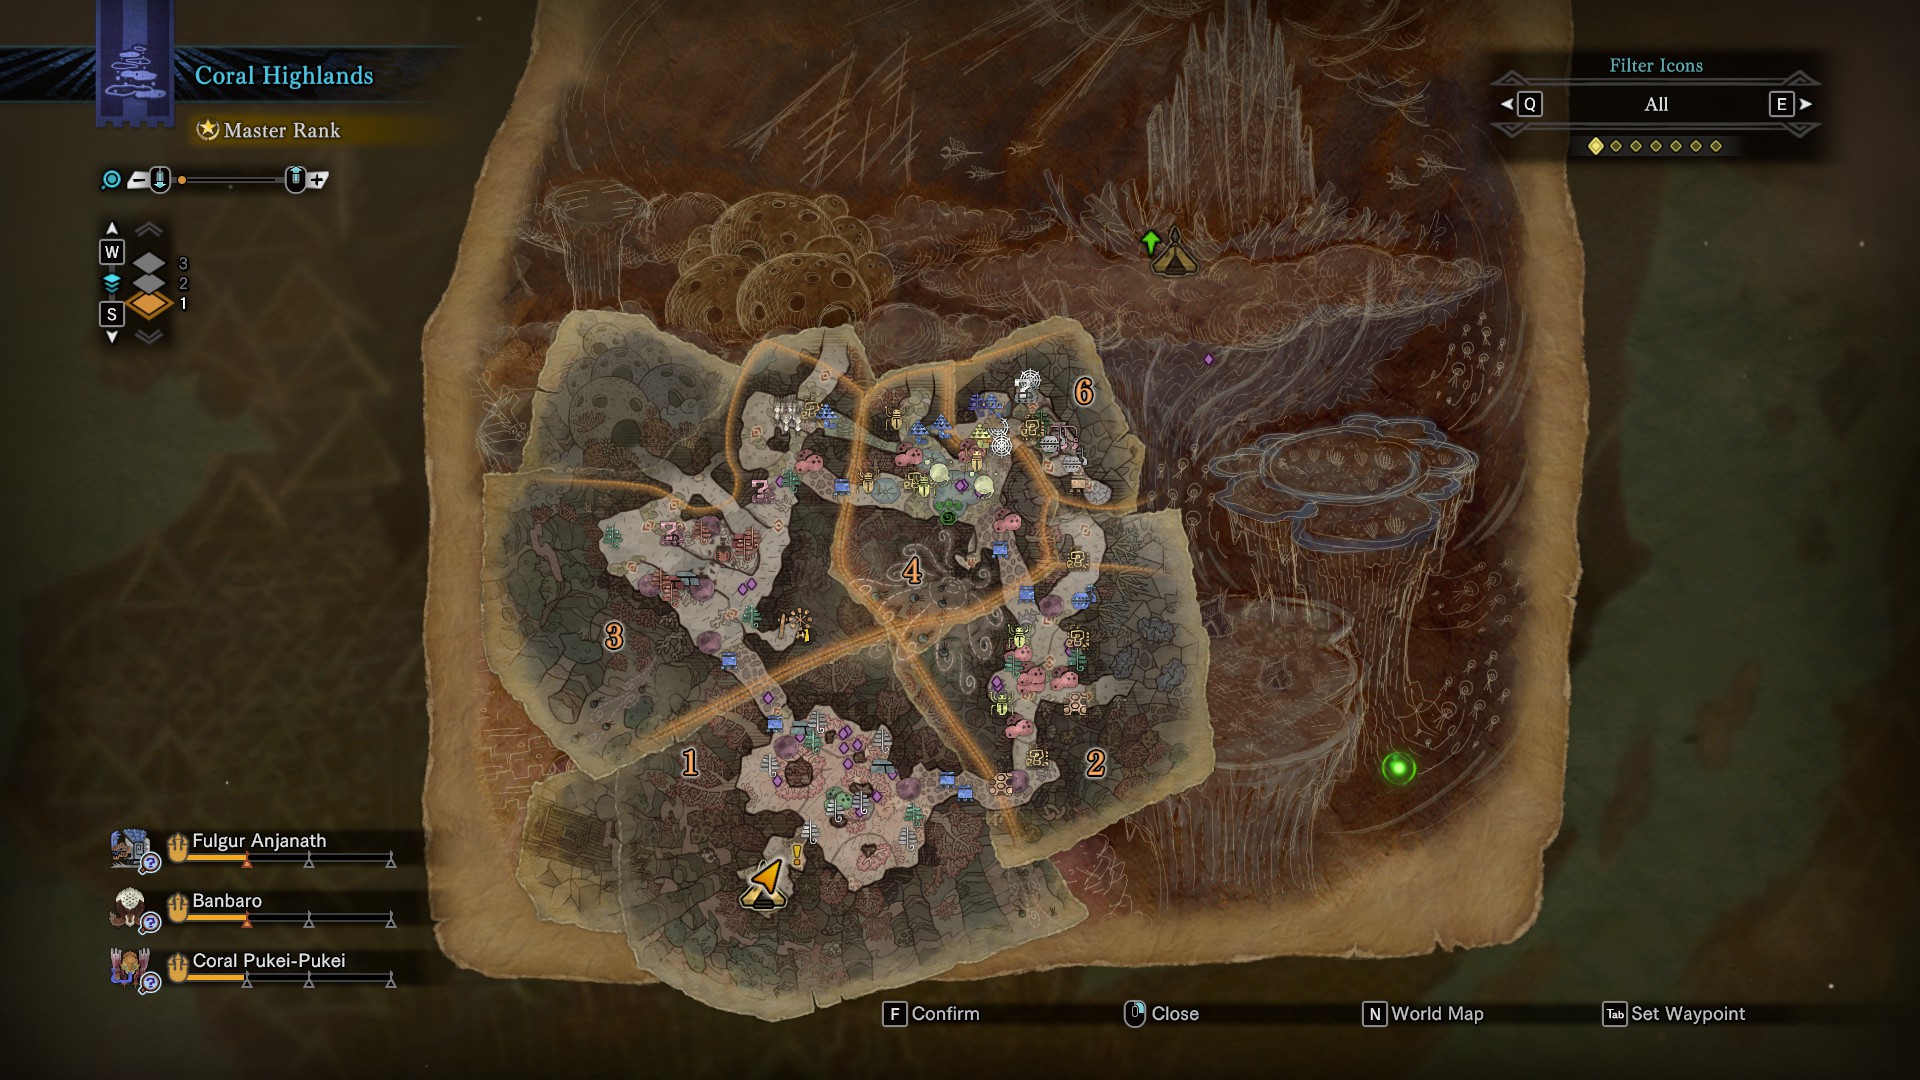 Coral Highlands
Master Rank
Filter Icons
Q All E
W
3
2
1
S
6
4
3
1
2
Fulgur Anjanath
Banbaro
Coral Pukei-Pukei
F Confirm
Close
N World Map
Tab Set Waypoint